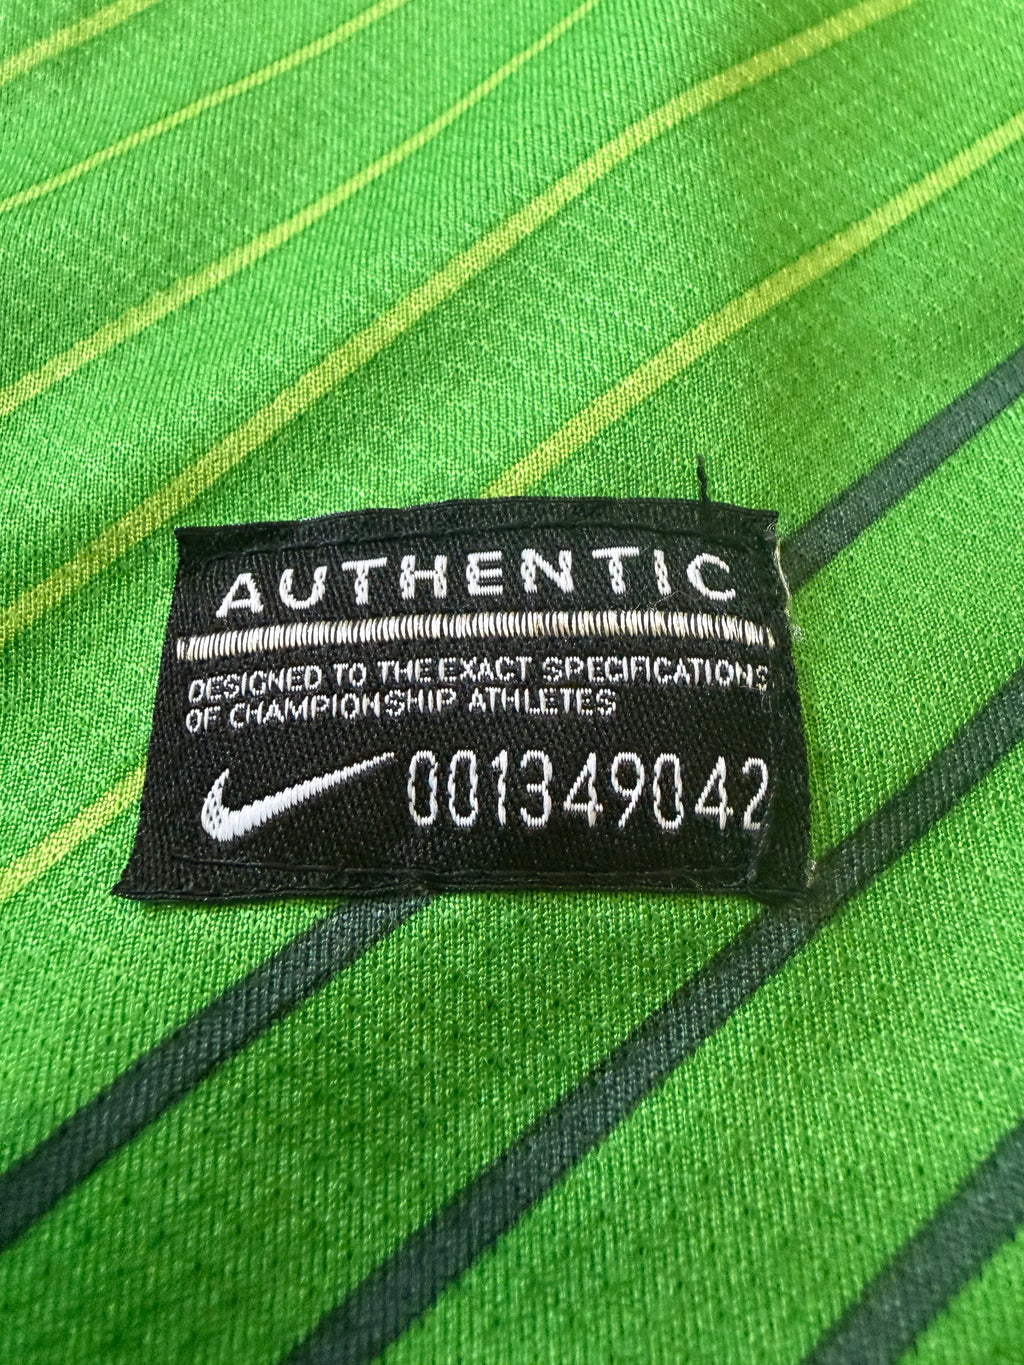 AUTHENTIC
DESIGNED TO THE EXACT SPECIFICATIONS
OF CHAMPIONSHIP ATHLETES
001349042